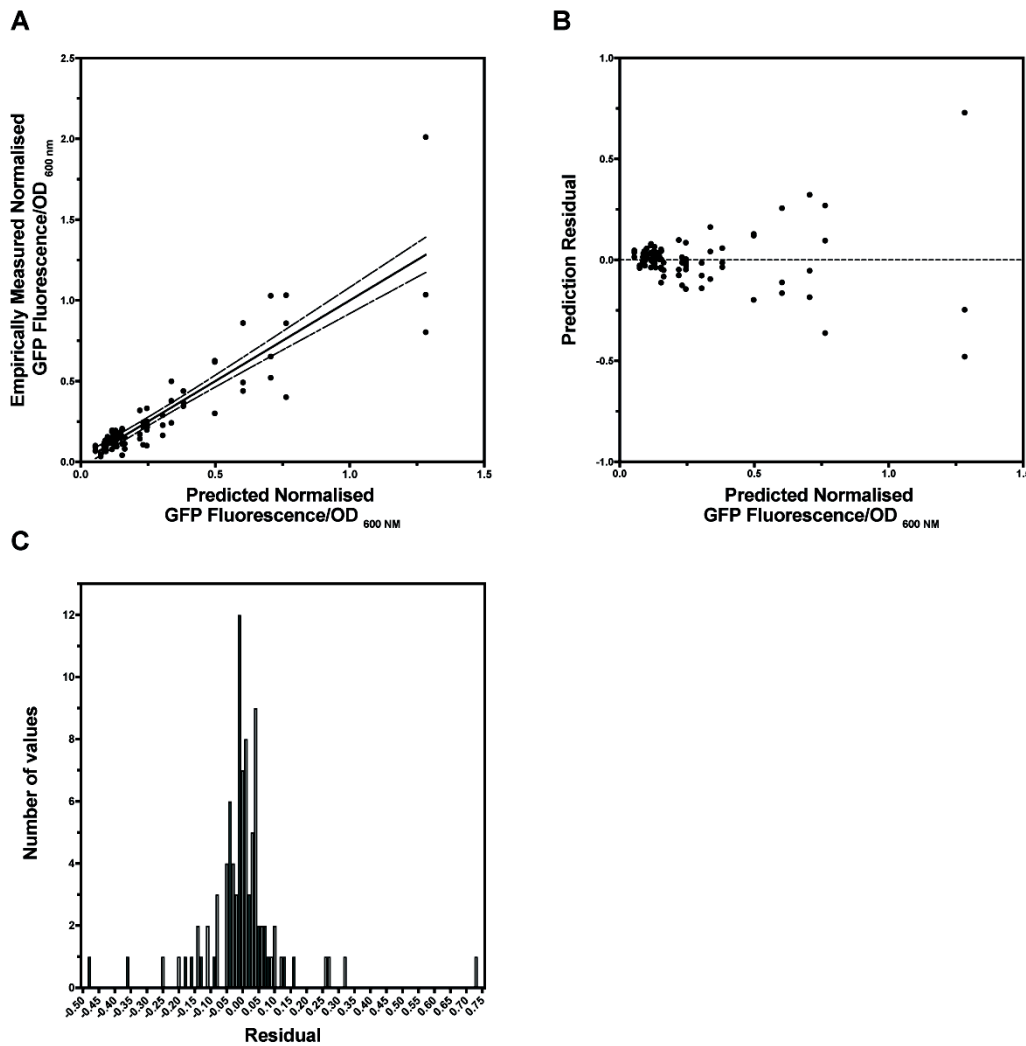 A
B
Empirically Measured Normalised
GFP Fluorescence/OD 600 nm
2.5
2.0
1.5
1.0
0.5
0.0
0.0
0.5
1.0
1.5
Predicted Normalised
GFP Fluorescence/OD 600 NM
Prediction Residual
1.0
0.5
0.0
-0.5
-1.0
0.0
0.5
1.0
1.
Predicted Normalised
GFP Fluorescence/OD 600 NM
C
Number of values
12
10
8
6
4
2
0
-0.50 -0.45 -0.40 -0.35 -0.30 -0.25 -0.20 -0.15 -0.10 -0.05 0.00 0.05 0.10 0.15 0.20 0.25 0.30 0.35 0.40 0.45 0.50 0.55 0.60 0.65 0.70 0.75
Residual